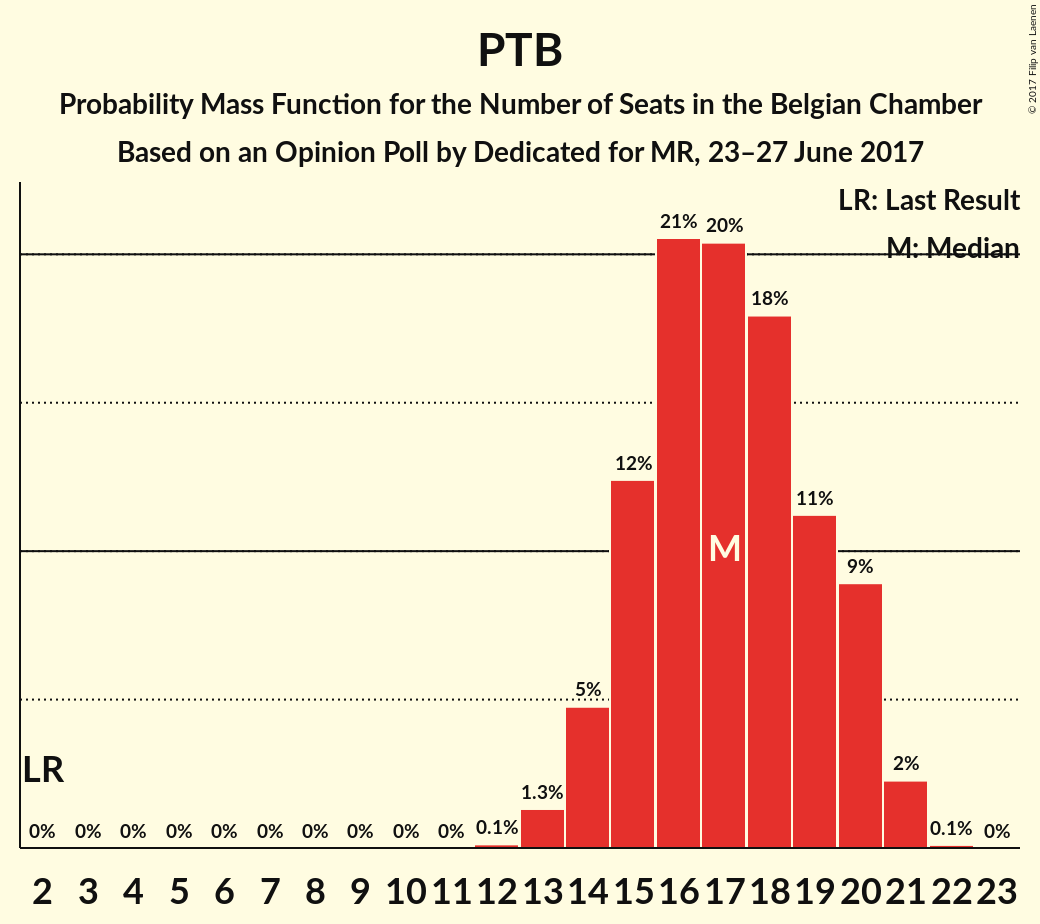 PTB
Probability Mass Function for the Number of Seats in the Belgian Chamber
Based on an Opinion Poll by Dedicated for MR, 23–27 June 2017
© 2017 Filip van Laenen
LR: Last Result
M: Median
21%
20%
18%
12%
11%
9%
5%
2%
1.3%
0.1%
0.1%
M
LR
0% 0% 0% 0% 0% 0% 0% 0% 0% 0% 0%
2 3 4 5 6 7 8 9 10 11 12 13 14 15 16 17 18 19 20 21 22 23